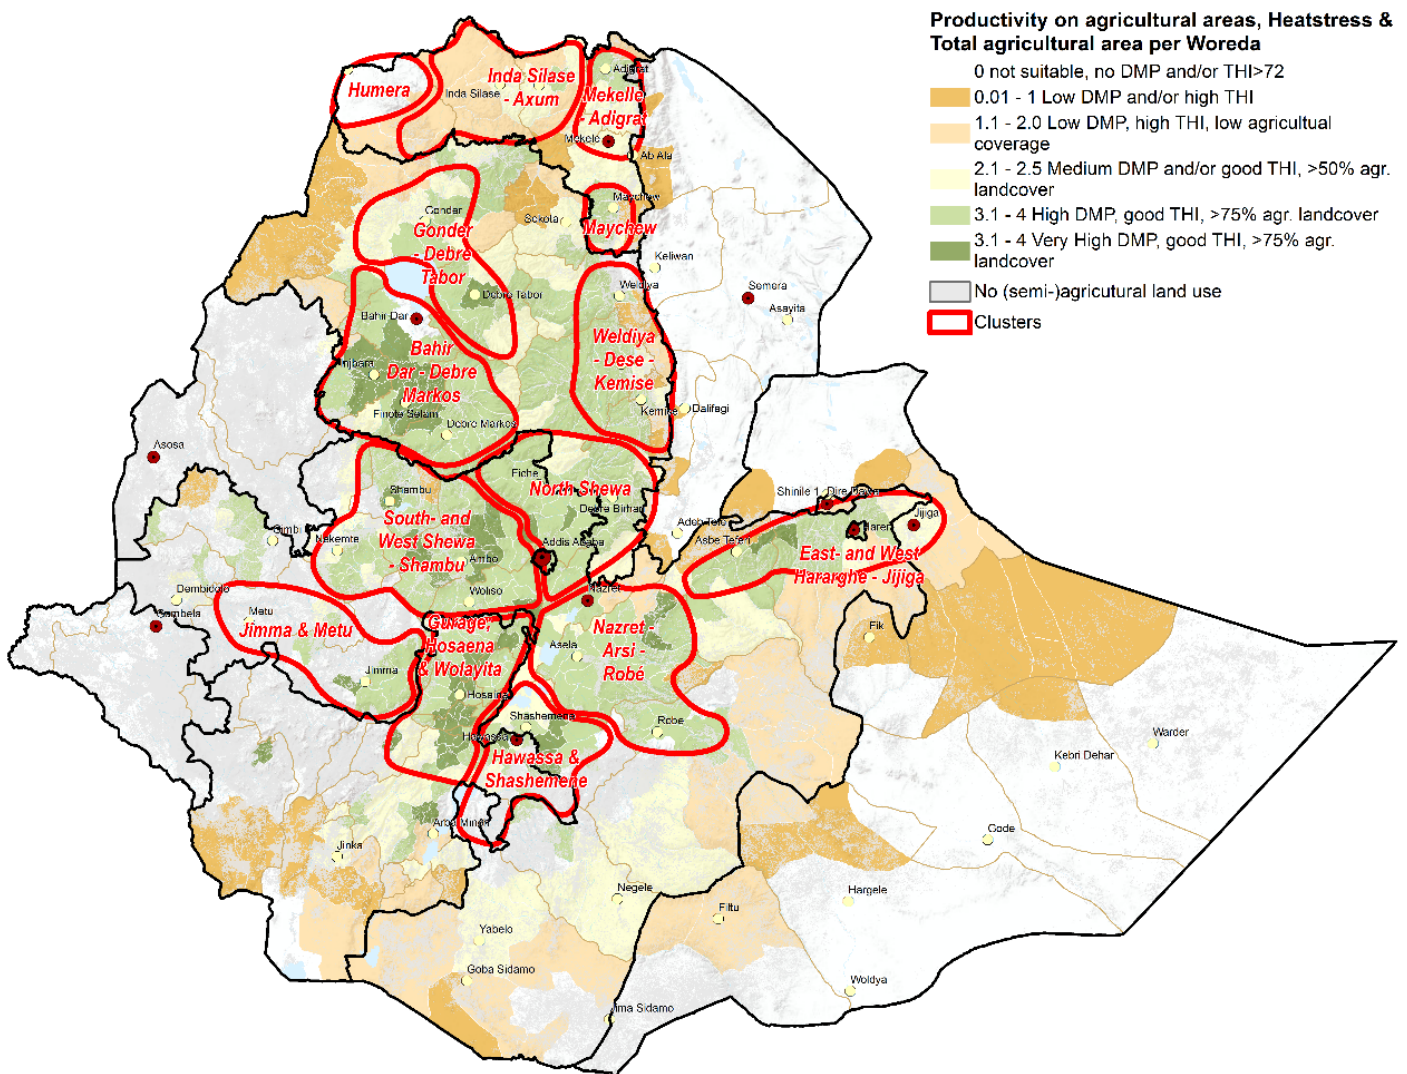 Productivity on agricultural areas, Heatstress &
Total agricultural area per Woreda
0 not suitable, no DMP and/or THI>72
0.01 - 1 Low DMP and/or high THI
1.1 - 2.0 Low DMP, high THI, low agricultual
coverage
2.1 - 2.5 Medium DMP and/or good THI, >50% agr.
landcover
3.1 - 4 High DMP, good THI, >75% agr. landcover
3.1 - 4 Very High DMP, good THI, >75% agr.
landcover
No (semi-)agricutural land use
Clusters
Humera
Inda Silase
- Axum
Inda Silase
Adigrat
Mekelle
- Adigrat
Mekele
Ab Ala
Maychew
Maychew
Sokola
Gondar
Gonder
- Debre
Tabor
Debre Tabor
Keliwan
Semera
Asayita
Weldiya
Weldiya
- Dese -
Kemise
Kemise
Dalifagi
Bahir Dar
Bahir
Dar - Debre
Markos
Injbara
Finote Selam
Debre Markos
Asosa
Fiche
North Shewa
Debre Birhan
Shambu
South- and
West Shewa
- Shambu
Gimbi
Nekemte
Ambo
Addis Ababa
Woliso
Shinile 1
Dire Dawa
Harer
Jijiga
Asbe Teferi
East- and West
Hararghe - Jijiga
Dembidolo
Gambela
Metu
Jimma & Metu
Jimma
Gurage,
Hosaena
& Wolayita
Hosaina
Nazret
Nazret -
Arsi -
Robé
Asela
Robe
Fik
Shashemene
Hawassa
Hawassa &
Shashemene
Arba Minch
Jinka
Warder
Kebri Dehar
Gode
Negele
Hargele
Filtu
Yabelo
Goba Sidamo
Woldya
ima Sidamo